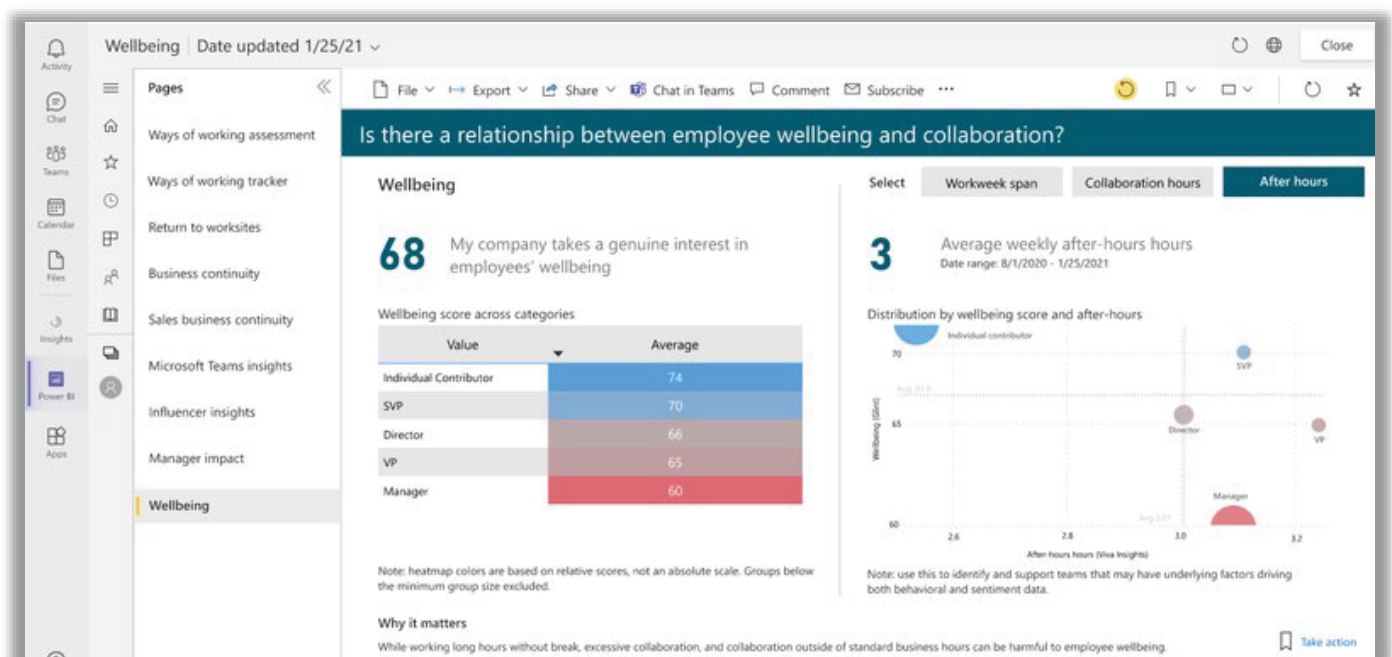 Wellbeing | Date updated 1/25/21
Close
Activity
Chat
Teams
Calendar
Files
Insights
Power BI
Apps
Pages
Ways of working assessment
Ways of working tracker
Return to worksites
Business continuity
Sales business continuity
Microsoft Teams insights
Influencer insights
Manager impact
Wellbeing
File Export Share Chat in Teams Comment Subscribe ...
Is there a relationship between employee wellbeing and collaboration?
Wellbeing
68 My company takes a genuine interest in
employees' wellbeing
Wellbeing score across categories
Value Average
Individual Contributor 74
SVP 70
Director 66
VP 65
Manager 60
Note: heatmap colors are based on relative scores, not an absolute scale. Groups below
the minimum group size excluded.
Select Workweek span Collaboration hours After hours
3 Average weekly after-hours hours
Date range: 8/1/2020 - 1/25/2021
Distribution by wellbeing score and after-hours
Individual contributor
70
SVP
Wellbeing (Glint)
65
Director
VP
Manager
60
2.6 2.8 3.0 3.2
After-hours hours (Viva Insights)
Note: use this to identify and support teams that may have underlying factors driving
both behavioral and sentiment data.
Why it matters
While working long hours without break, excessive collaboration, and collaboration outside of standard business hours can be harmful to employee wellbeing.
Take action